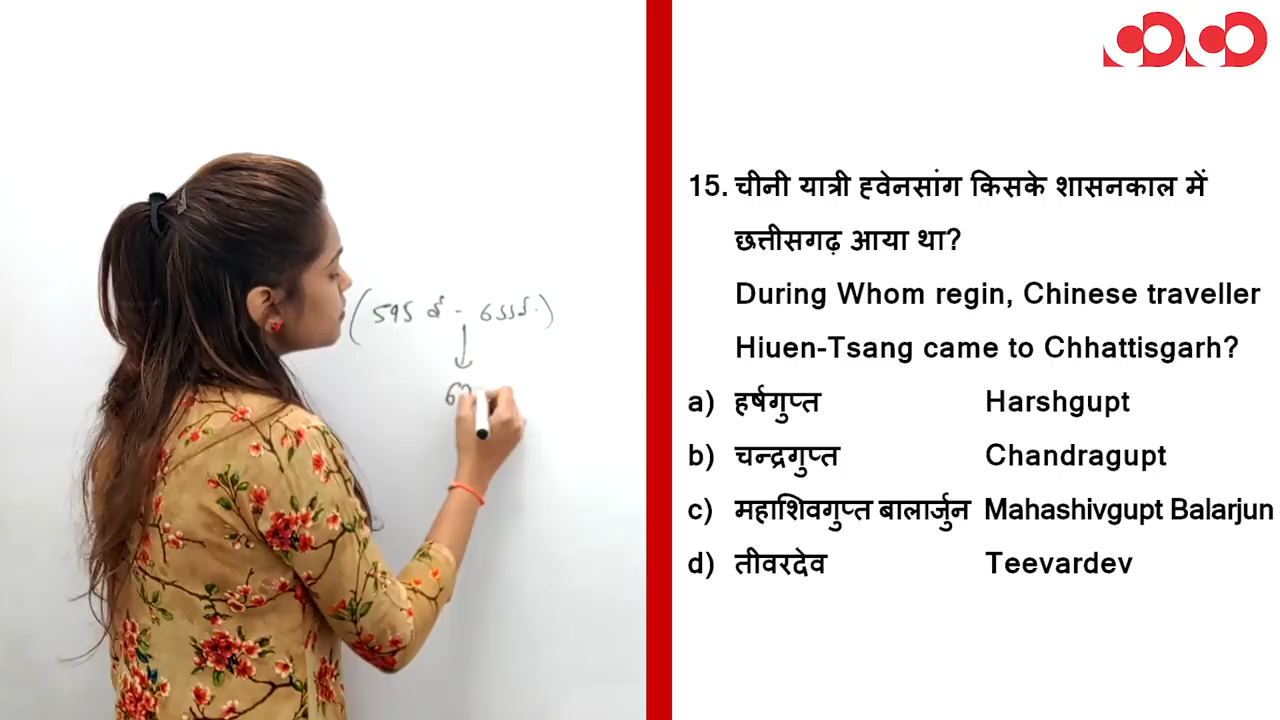 (595 ई - 655ई.)
15. चीनी यात्री ह्वेनसांग किसके शासनकाल में
छत्तीसगढ़ आया था?
During Whom regin, Chinese traveller
Hiuen-Tsang came to Chhattisgarh?
a) हर्षगुप्त Harshgupt
b) चन्द्रगुप्त Chandragupt
c) महाशिवगुप्त बालार्जुन Mahashivgupt Balarjun
d) तीवरदेव Teevardev